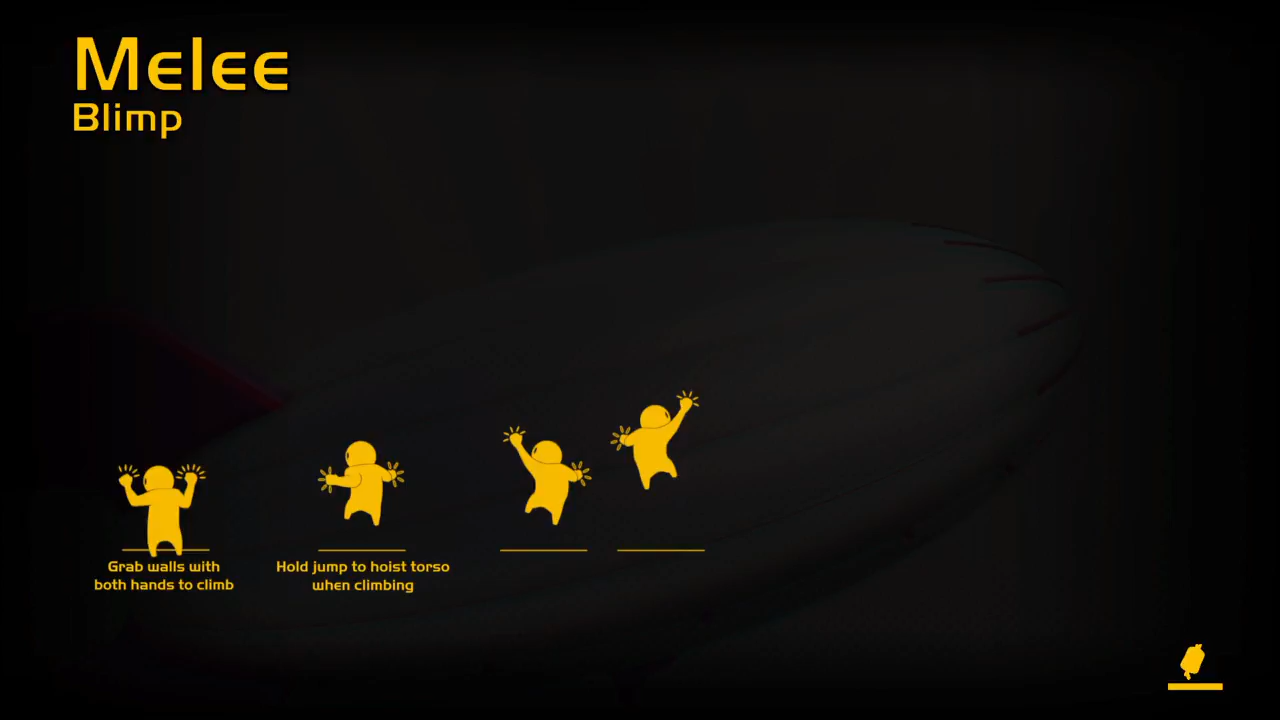 Melee
Blimp
Grab walls with
both hands to climb
Hold jump to hoist torso
when climbing